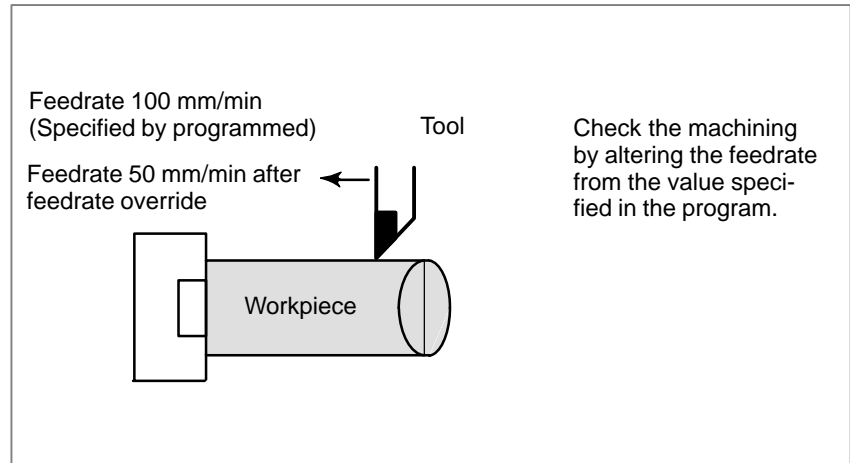 Feedrate 100 mm/min
(Specified by programmed)
Tool
Feedrate 50 mm/min after
feedrate override
Workpiece
Check the machining
by altering the feedrate
from the value speci-
fied in the program.